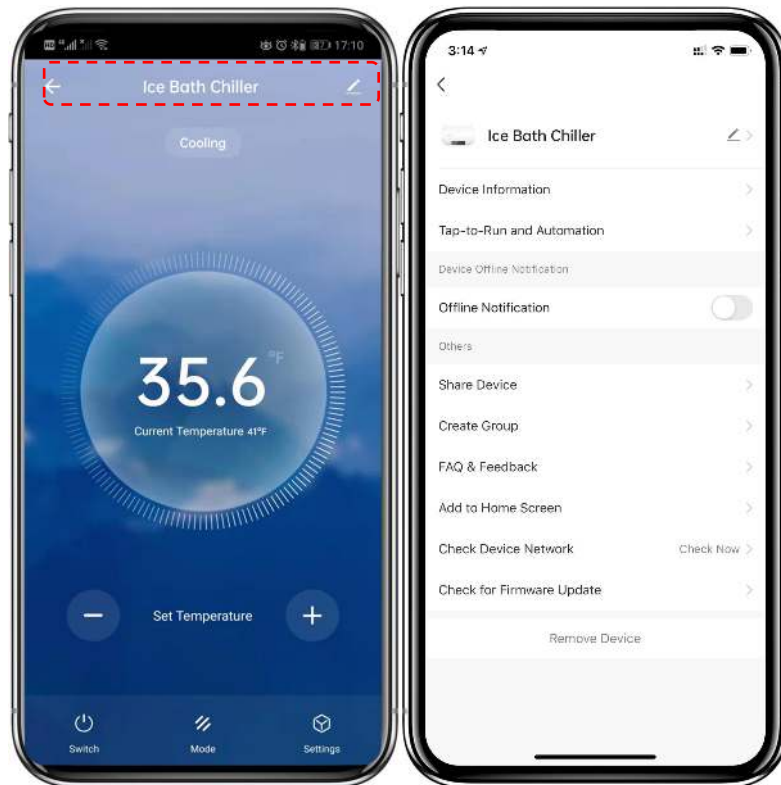 17:10
Ice Bath Chiller
Cooling
35.6 °F
Current Temperature 41°F
Set Temperature
Switch
Mode
Settings
3:14
Ice Bath Chiller
Device Information
Tap-to-Run and Automation
Device Offline Notification
Offline Notification
Others
Share Device
Create Group
FAQ & Feedback
Add to Home Screen
Check Device Network Check Now
Check for Firmware Update
Remove Device